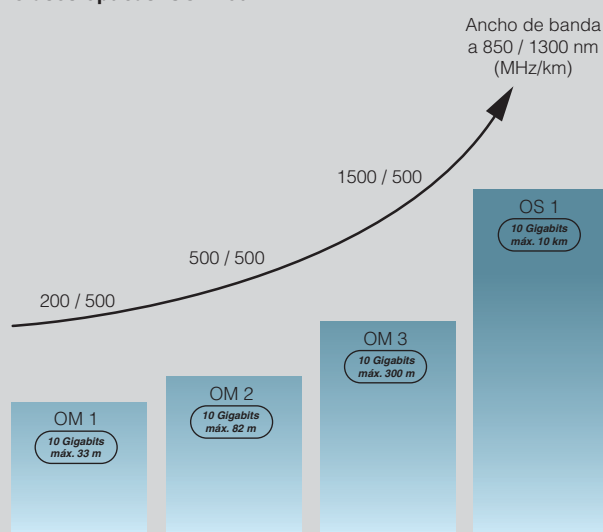 Ancho de banda
a 850 / 1300 nm
(MHz/km)
1500 / 500
500 / 500
200 / 500
OS 1
10 Gigabits
máx. 10 km
OM 3
10 Gigabits
máx. 300 m
OM 2
10 Gigabits
máx. 82 m
OM 1
10 Gigabits
máx. 33 m